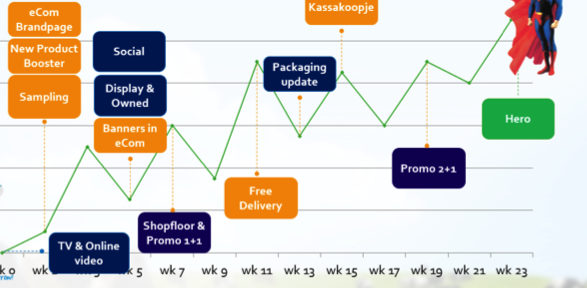 Kassakoopje
eCom
Brandpage
New Product
Booster
Social
Packaging
update
Sampling
Display &
Owned
Banners in
eCom
Hero
Promo 2+1
Free
Delivery
Shopfloor &
Promo 1+1
TV & Online
video
wk 5
wk 7
wk 9
wk 11
wk 13
wk 15
wk 17
wk 19
wk 21
wk 23